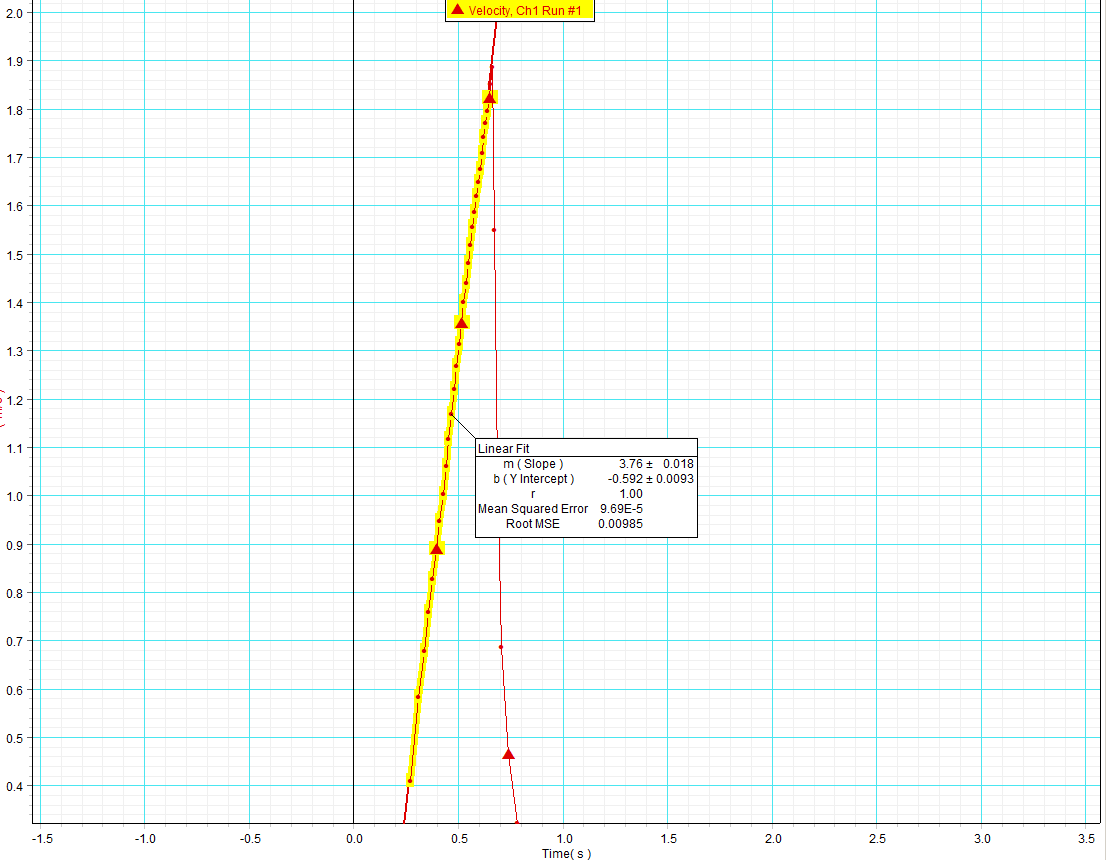 Velocity, Ch1 Run #1
2.0
1.9
1.8
1.7
1.6
1.5
1.4
1.3
1.2
1.1
1.0
0.9
0.8
0.7
0.6
0.5
0.4
Linear Fit
m ( Slope ) 3.76 ± 0.018
b ( Y Intercept ) -0.592 ± 0.0093
r 1.00
Mean Squared Error 9.69E-5
Root MSE 0.00985
-1.5 -1.0 -0.5 0.0 0.5 1.0 1.5 2.0 2.5 3.0 3.5
Time( s )